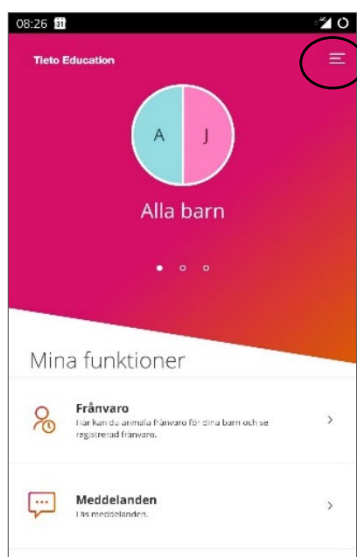 08:26 31
Tieto Education
A J
Alla barn
Mina funktioner
Frånvaro
Här kan du anmäla frånvaro för dina barn och se
registrerad frånvaro.
Meddelanden
Läs meddelanden.